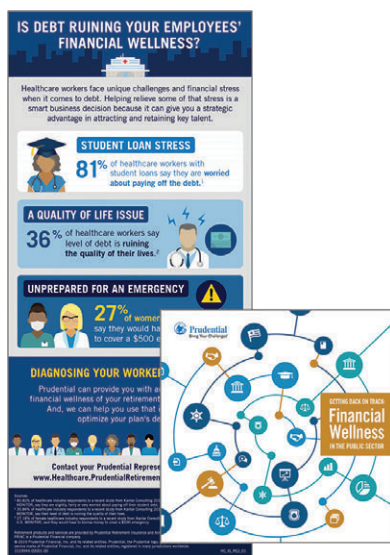 IS DEBT RUINING YOUR EMPLOYEES'
FINANCIAL WELLNESS?
Healthcare workers face unique challenges and financial stress
when it comes to debt. Helping relieve some of that stress is a
smart business decision because it can give you a strategic
advantage in attracting and retaining key talent.
STUDENT LOAN STRESS
81% of healthcare workers with
student loans say they are worried
about paying off the debt.1
A QUALITY OF LIFE ISSUE
36% of healthcare workers say
level of debt is ruining
the quality of their lives.2
UNPREPARED FOR AN EMERGENCY
27% of women
say they would ha
to cover a $500 e
DIAGNOSING YOUR WORKED
Prudential can provide you with a
financial wellness of your retirement
And, we can help you use that i
optimize your plan's de
Contact your Prudential Represe
www.Healthcare.PrudentialRetiremen
Prudential
Bring Your Challenges
GETTING BACK ON TRACK:
Financial
Wellness
IN THE PUBLIC SECTOR